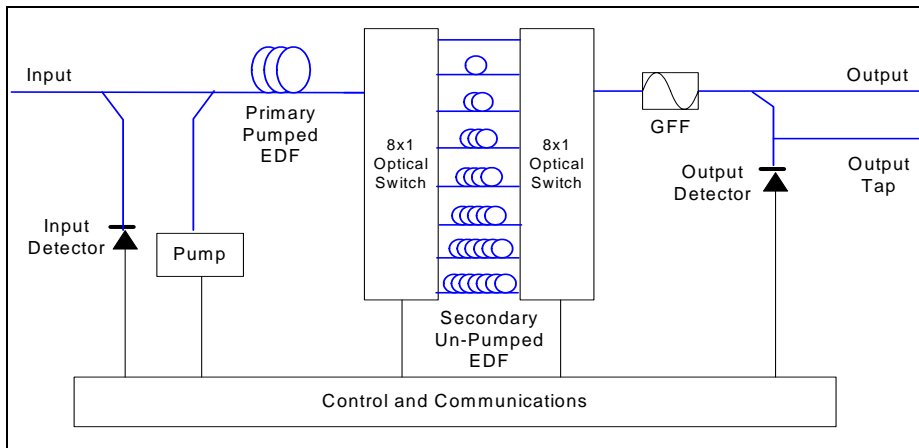 Input
Primary
Pumped
EDF
8x1
Optical
Switch
8x1
Optical
Switch
GFF
Output
Output
Tap
Output
Detector
Input
Detector
Pump
Secondary
Un-Pumped
EDF
Control and Communications